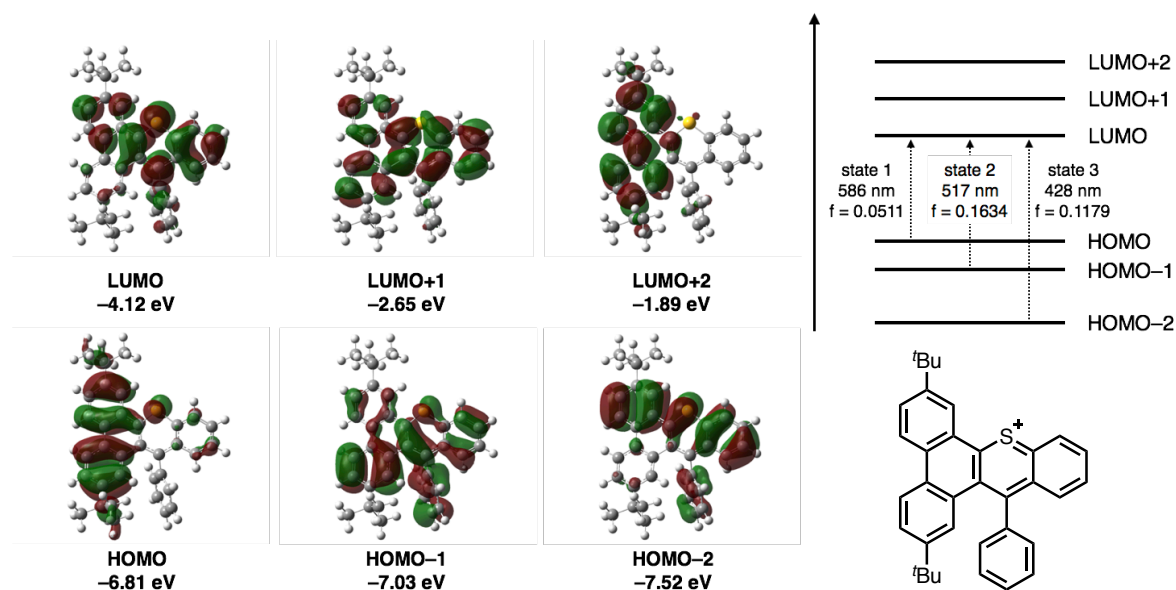 LUMO
–4.12 eV
LUMO+1
–2.65 eV
LUMO+2
–1.89 eV
HOMO
–6.81 eV
HOMO–1
–7.03 eV
HOMO–2
–7.52 eV
LUMO+2
LUMO+1
LUMO
state 1
586 nm
f = 0.0511
state 2
517 nm
f = 0.1634
state 3
428 nm
f = 0.1179
HOMO
HOMO–1
HOMO–2
tBu
S+
tBu